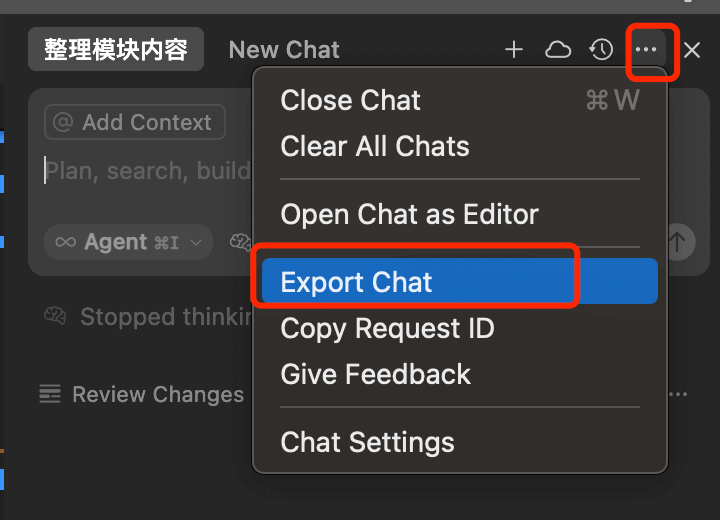 整理模块内容 New Chat
Close Chat ⌘W
@ Add Context
Clear All Chats
Plan, search, build
Open Chat as Editor
∞ Agent ⌘I
Export Chat
Stopped
Copy Request ID
Give Feedback
Review Changes
Chat Settings